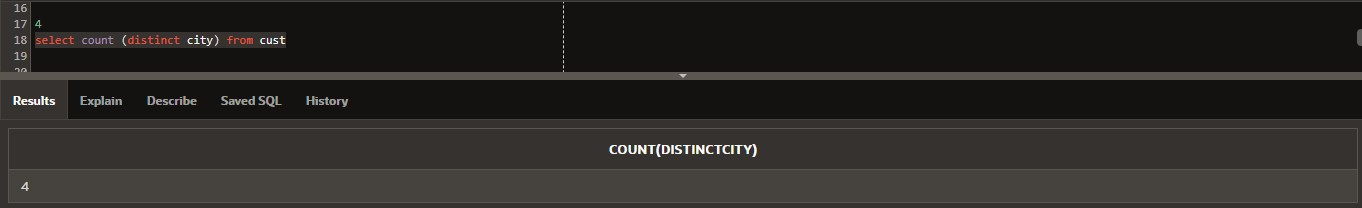 16
17 4
18 select count (distinct city) from cust
19
20
Results Explain Describe Saved SQL History
COUNT(DISTINCTCITY)
4